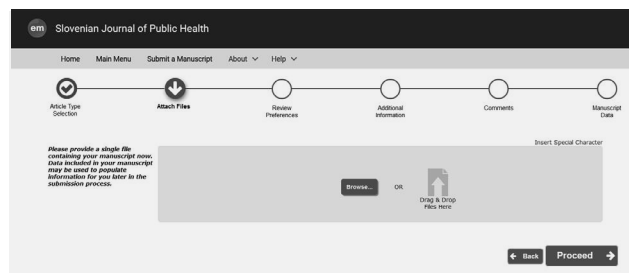 em Slovenian Journal of Public Health
Home Main Menu Submit a Manuscript About Help
Article Type Selection
Attach Files
Review Preferences
Additional Information
Comments
Manuscript Data
Insert Special Character
Please provide a single file
containing your manuscript now.
Data included in your manuscript
may be used to populate
information for you later in the
submission process.
Browse... OR
Drag & Drop
Files Here
Back Proceed